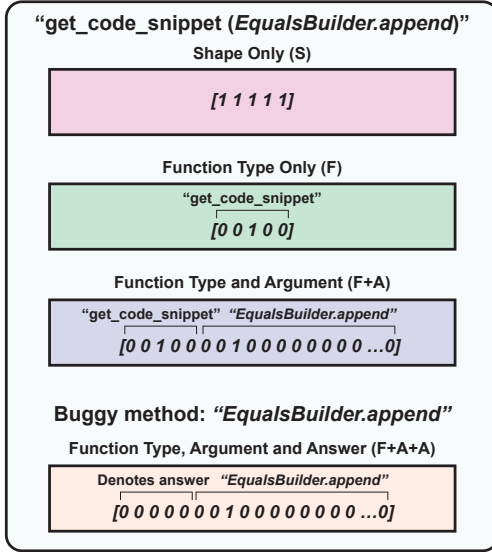 “get_code_snippet (EqualsBuilder.append)”
Shape Only (S)
[1 1 1 1 1]
Function Type Only (F)
“get_code_snippet”
[0 0 1 0 0]
Function Type and Argument (F+A)
“get_code_snippet” “EqualsBuilder.append”
[0 0 1 0 0 0 0 1 0 0 0 0 0 0 0 0 ...0]
Buggy method: “EqualsBuilder.append”
Function Type, Argument and Answer (F+A+A)
Denotes answer “EqualsBuilder.append”
[0 0 0 0 0 0 0 1 0 0 0 0 0 0 0 0 ...0]